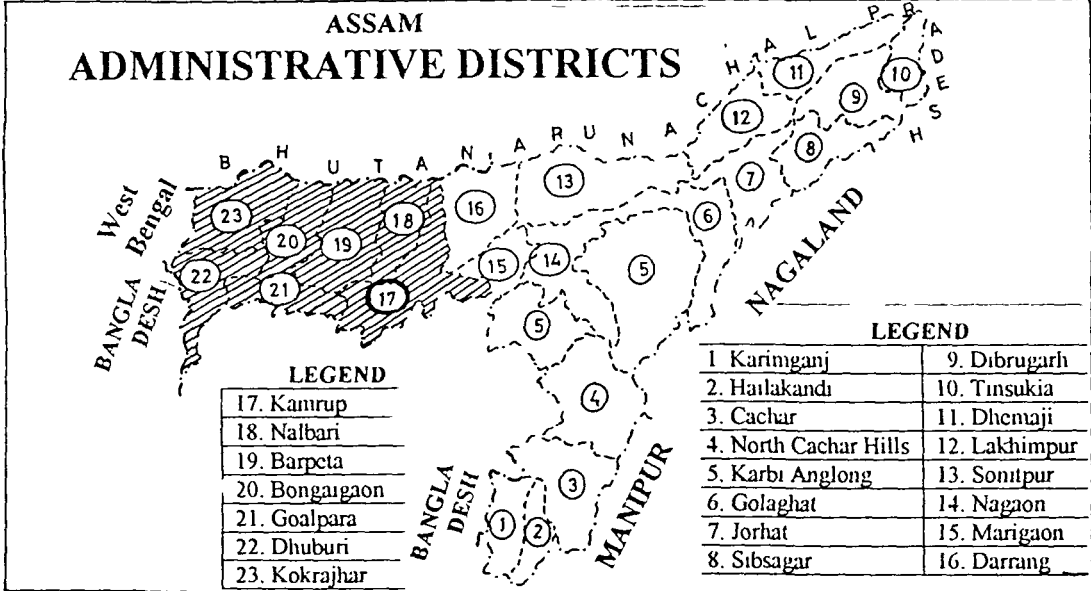 ASSAM
ADMINISTRATIVE DISTRICTS
BHUTAN
ARUNACHAL PRADESH
West
Bengal
BANGLA
DESH
NAGALAND
MANIPUR
BANGLA
DESH
23
20
19
18
22
21
17
16
13
15
14
5
5
4
3
1
2
6
7
8
9
10
11
12
LEGEND
17. Kamrup
18. Nalbari
19. Barpeta
20. Bongaigaon
21. Goalpara
22. Dhuburi
23. Kokrajhar
LEGEND
1 Karimganj 9. Dibrugarh
2. Hailakandi 10. Tinsukia
3. Cachar 11. Dhemaji
4. North Cachar Hills 12. Lakhimpur
5. Karbi Anglong 13. Sonitpur
6. Golaghat 14. Nagaon
7. Jorhat 15. Marigaon
8. Sibsagar 16. Darrang